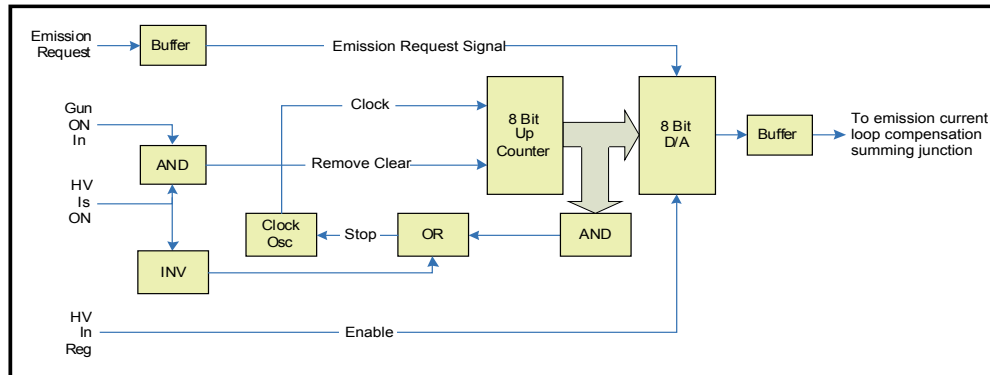 Emission
Request
Buffer
Emission Request Signal
Gun
ON
In
Clock
8 Bit
Up
Counter
8 Bit
D/A
Buffer
To emission current
loop compensation
summing junction
AND
Remove Clear
HV
Is
ON
Clock
Osc
Stop
OR
AND
INV
HV
In
Reg
Enable